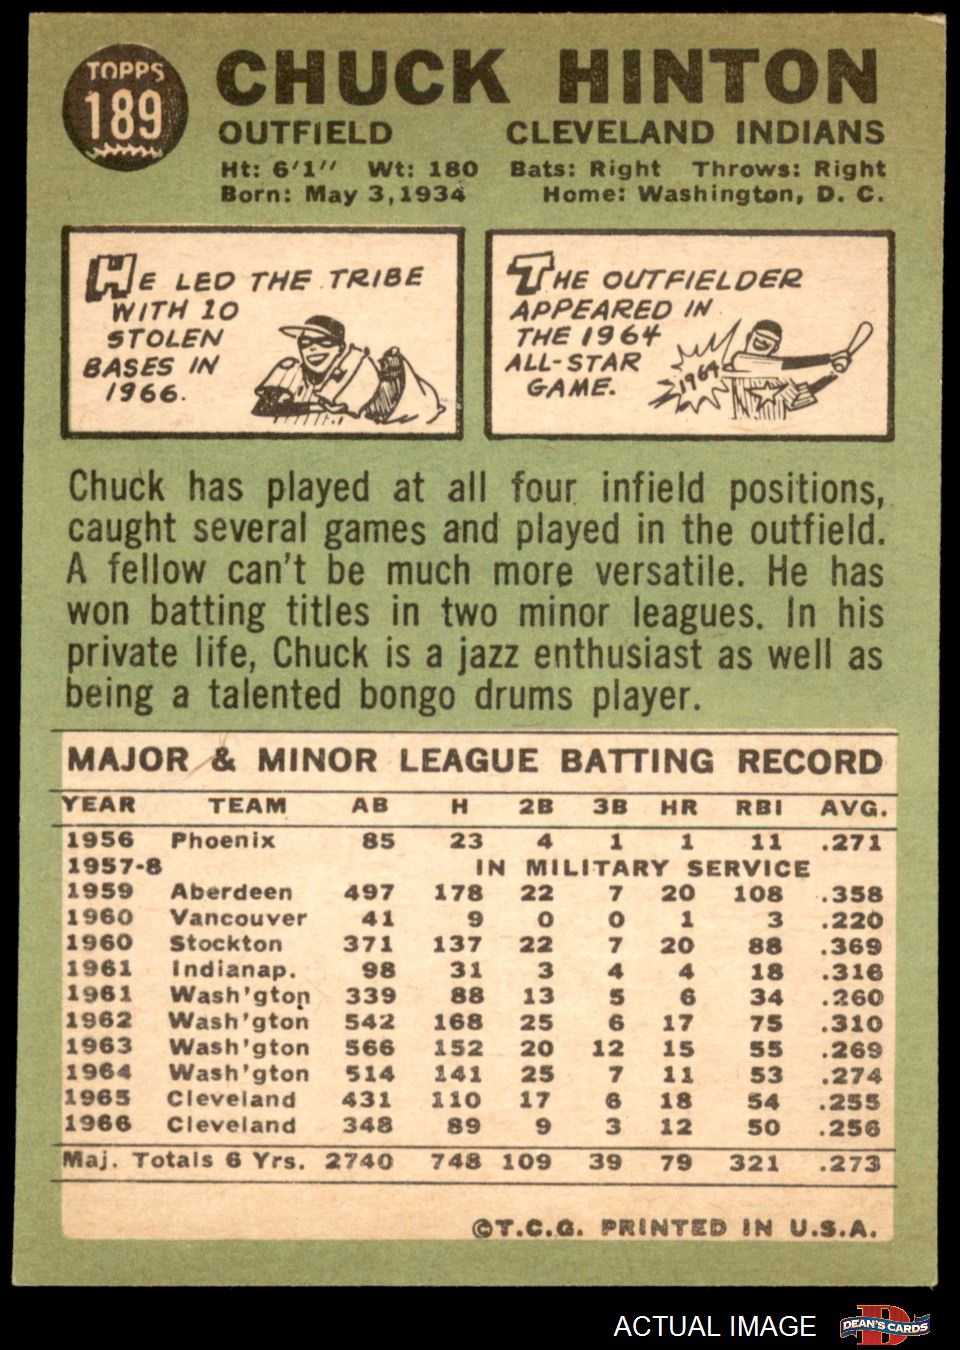 TOPPS
189
CHUCK HINTON
OUTFIELD CLEVELAND INDIANS
Ht: 6'1'' Wt: 180 Bats: Right Throws: Right
Born: May 3, 1934 Home: Washington, D. C.
HE LED THE TRIBE
WITH 10
STOLEN
BASES IN
1966.
THE OUTFIELDER
APPEARED IN
THE 1964
ALL-STAR
GAME.
1964
Chuck has played at all four infield positions,
caught several games and played in the outfield.
A fellow can't be much more versatile. He has
won batting titles in two minor leagues. In his
private life, Chuck is a jazz enthusiast as well as
being a talented bongo drums player.
MAJOR & MINOR LEAGUE BATTING RECORD
YEAR TEAM AB H 2B 3B HR RBI AVG.
1956 Phoenix 85 23 4 1 1 11 .271
1957-8 IN MILITARY SERVICE
1959 Aberdeen 497 178 22 7 20 108 .358
1960 Vancouver 41 9 0 0 1 3 .220
1960 Stockton 371 137 22 7 20 88 .369
1961 Indianap. 98 31 3 4 4 18 .316
1961 Wash'gton 339 88 13 5 6 34 .260
1962 Wash'gton 542 168 25 6 17 75 .310
1963 Wash'gton 566 152 20 12 15 55 .269
1964 Wash'gton 514 141 25 7 11 53 .274
1965 Cleveland 431 110 17 6 18 54 .255
1966 Cleveland 348 89 9 3 12 50 .256
Maj. Totals 6 Yrs. 2740 748 109 39 79 321 .273
©T.C.G. PRINTED IN U.S.A.
ACTUAL IMAGE
D
DEAN'S CARDS